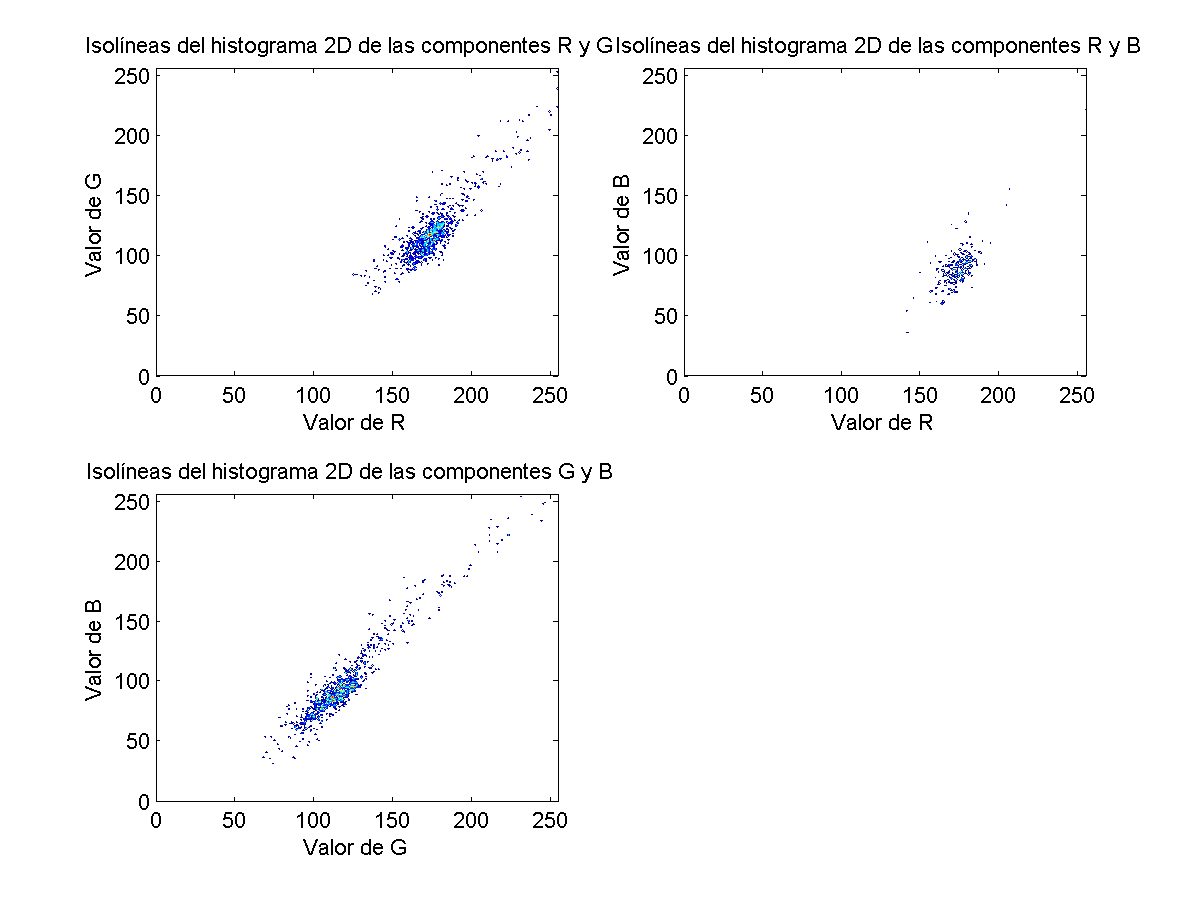 Isolíneas del histograma 2D de las componentes R y G
250
200
150
100
50
0
Valor de G
0 50 100 150 200 250
Valor de R
Isolíneas del histograma 2D de las componentes R y B
250
200
150
100
50
0
Valor de B
0 50 100 150 200 250
Valor de R
Isolíneas del histograma 2D de las componentes G y B
250
200
150
100
50
0
Valor de B
0 50 100 150 200 250
Valor de G